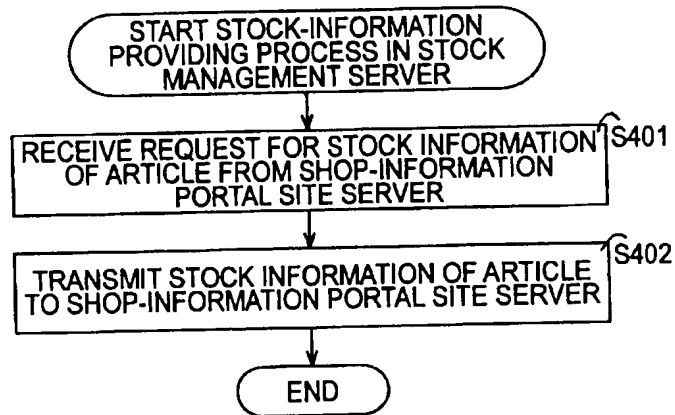 START STOCK-INFORMATION
PROVIDING PROCESS IN STOCK
MANAGEMENT SERVER
S401
RECEIVE REQUEST FOR STOCK INFORMATION
OF ARTICLE FROM SHOP-INFORMATION
PORTAL SITE SERVER
S402
TRANSMIT STOCK INFORMATION OF ARTICLE
TO SHOP-INFORMATION PORTAL SITE SERVER
END